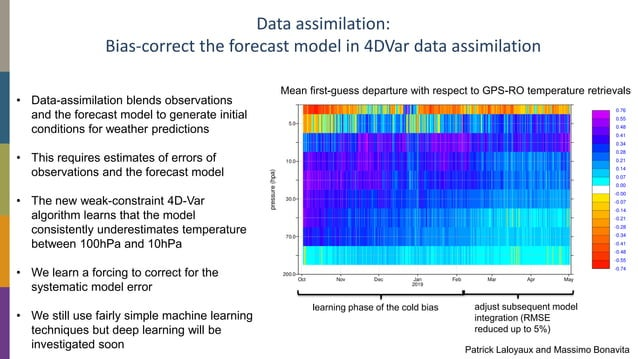 Data assimilation:
Bias-correct the forecast model in 4DVar data assimilation
• Data-assimilation blends observations
and the forecast model to generate initial
conditions for weather predictions
• This requires estimates of errors of
observations and the forecast model
• The new weak-constraint 4D-Var
algorithm learns that the model
consistently underestimates temperature
between 100hPa and 10hPa
• We learn a forcing to correct for the
systematic model error
• We still use fairly simple machine learning
techniques but deep learning will be
investigated soon
Mean first-guess departure with respect to GPS-RO temperature retrievals
pressure (hpa)
5.0
10.0
30.0
70.0
200.0
Oct Nov Dec Jan Feb Mar Apr May
2019
0.76
0.55
0.48
0.41
0.34
0.28
0.21
0.14
0.07
0.00
-0.00
-0.07
-0.14
-0.21
-0.28
-0.34
-0.41
-0.48
-0.55
-0.74
learning phase of the cold bias
adjust subsequent model
integration (RMSE
reduced up to 5%)
Patrick Laloyaux and Massimo Bonavita